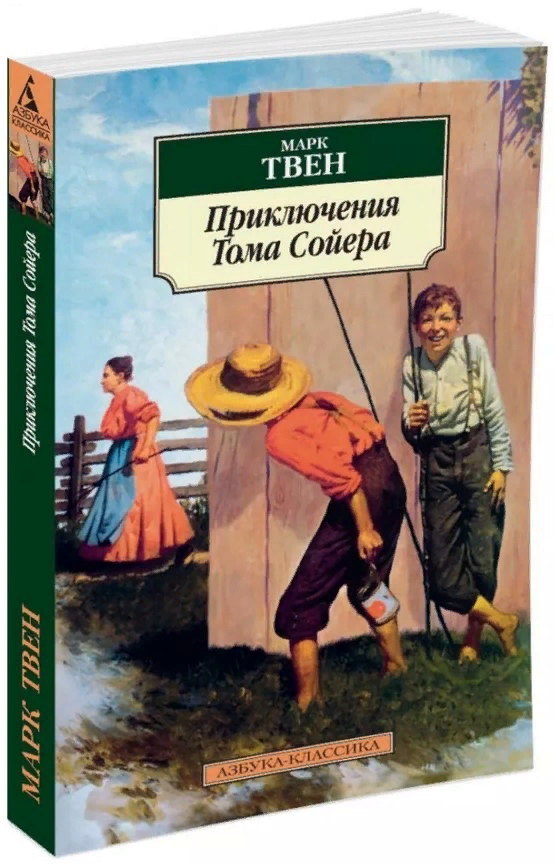 МАРК
ТВЕН
Приключения
Тома Сойера
АЗБУКА-КЛАССИКА
АЗБУКА
КЛАССИКА
Приключения Тома Сойера
МАРК ТВЕН